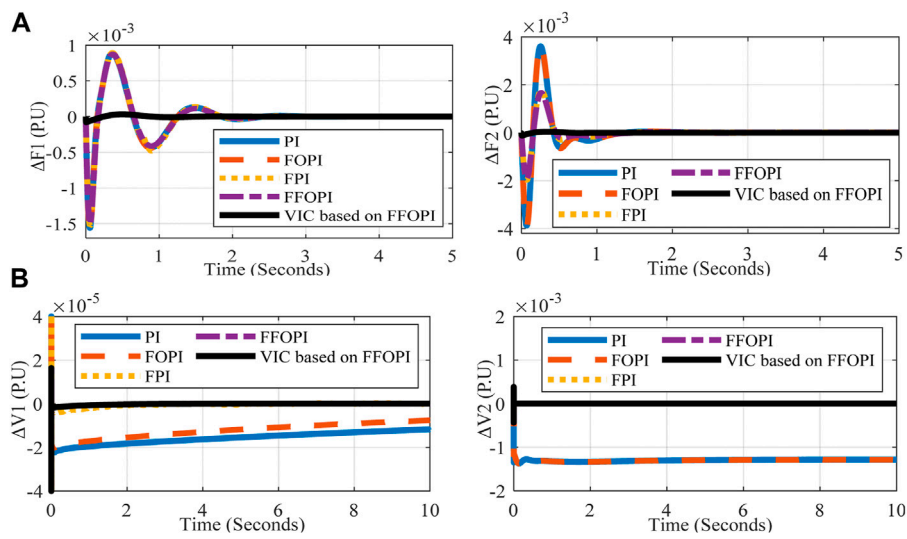 A
×10⁻³
1
0.5
0
-0.5
-1
-1.5
ΔF1 (P.U)
PI
FOPI
FPI
FFOPI
VIC based on FFOPI
0 1 2 3 4 5
Time (Seconds)
×10⁻³
4
2
0
-2
-4
ΔF2 (P.U)
PI
FOPI
FPI
FFOPI
VIC based on FFOPI
0 1 2 3 4 5
Time (Seconds)
B
×10⁻⁵
4
2
0
-2
-4
ΔV1 (P.U)
PI
FOPI
FPI
FFOPI
VIC based on FFOPI
0 2 4 6 8 10
Time (Seconds)
×10⁻³
2
1
0
-1
-2
ΔV2 (P.U)
PI
FOPI
FPI
FFOPI
VIC based on FFOPI
0 2 4 6 8 10
Time (Seconds)